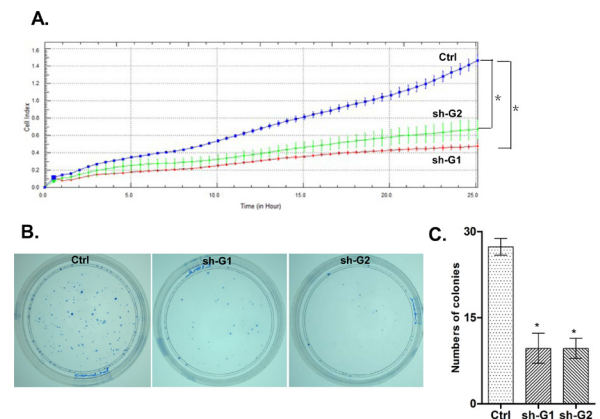 A.
1.6
1.4
1.2
1.0
0.8
0.6
0.4
0.2
0.0
Cell Index
0.0
5.0
10.0
15.0
20.0
25.0
Time (in Hour)
Ctrl
sh-G2
sh-G1
*
*
B.
Ctrl
sh-G1
sh-G2
C.
30
15
0
Numbers of colonies
*
*
Ctrl
sh-G1
sh-G2